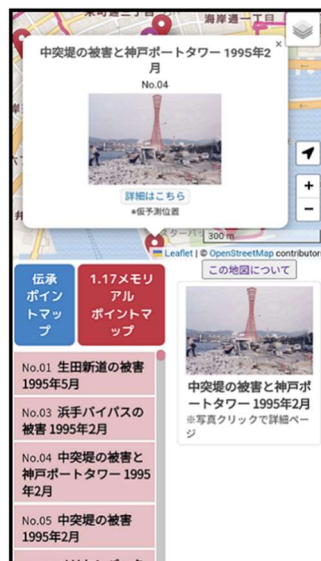 海岸通一丁目
×
中突堤の被害と神戸ポートタワー 1995年2
月
No.04
詳細はこちら
*仮予測位置
+
−
300 m
Leaflet | © OpenStreetMap contributors
伝承
ポイン
トマッ
プ
1.17メモリ
アル
ポイントマ
ップ
この地図について
No.01 生田新道の被害
1995年5月
No.03 浜手バイパスの
被害 1995年2月
No.04 中突堤の被害と
神戸ポートタワー 1995
年2月
No.05 中突堤の被害
1995年2月
中突堤の被害と神戸ポ
ートタワー 1995年2月
※写真クリックで詳細ペー
ジ